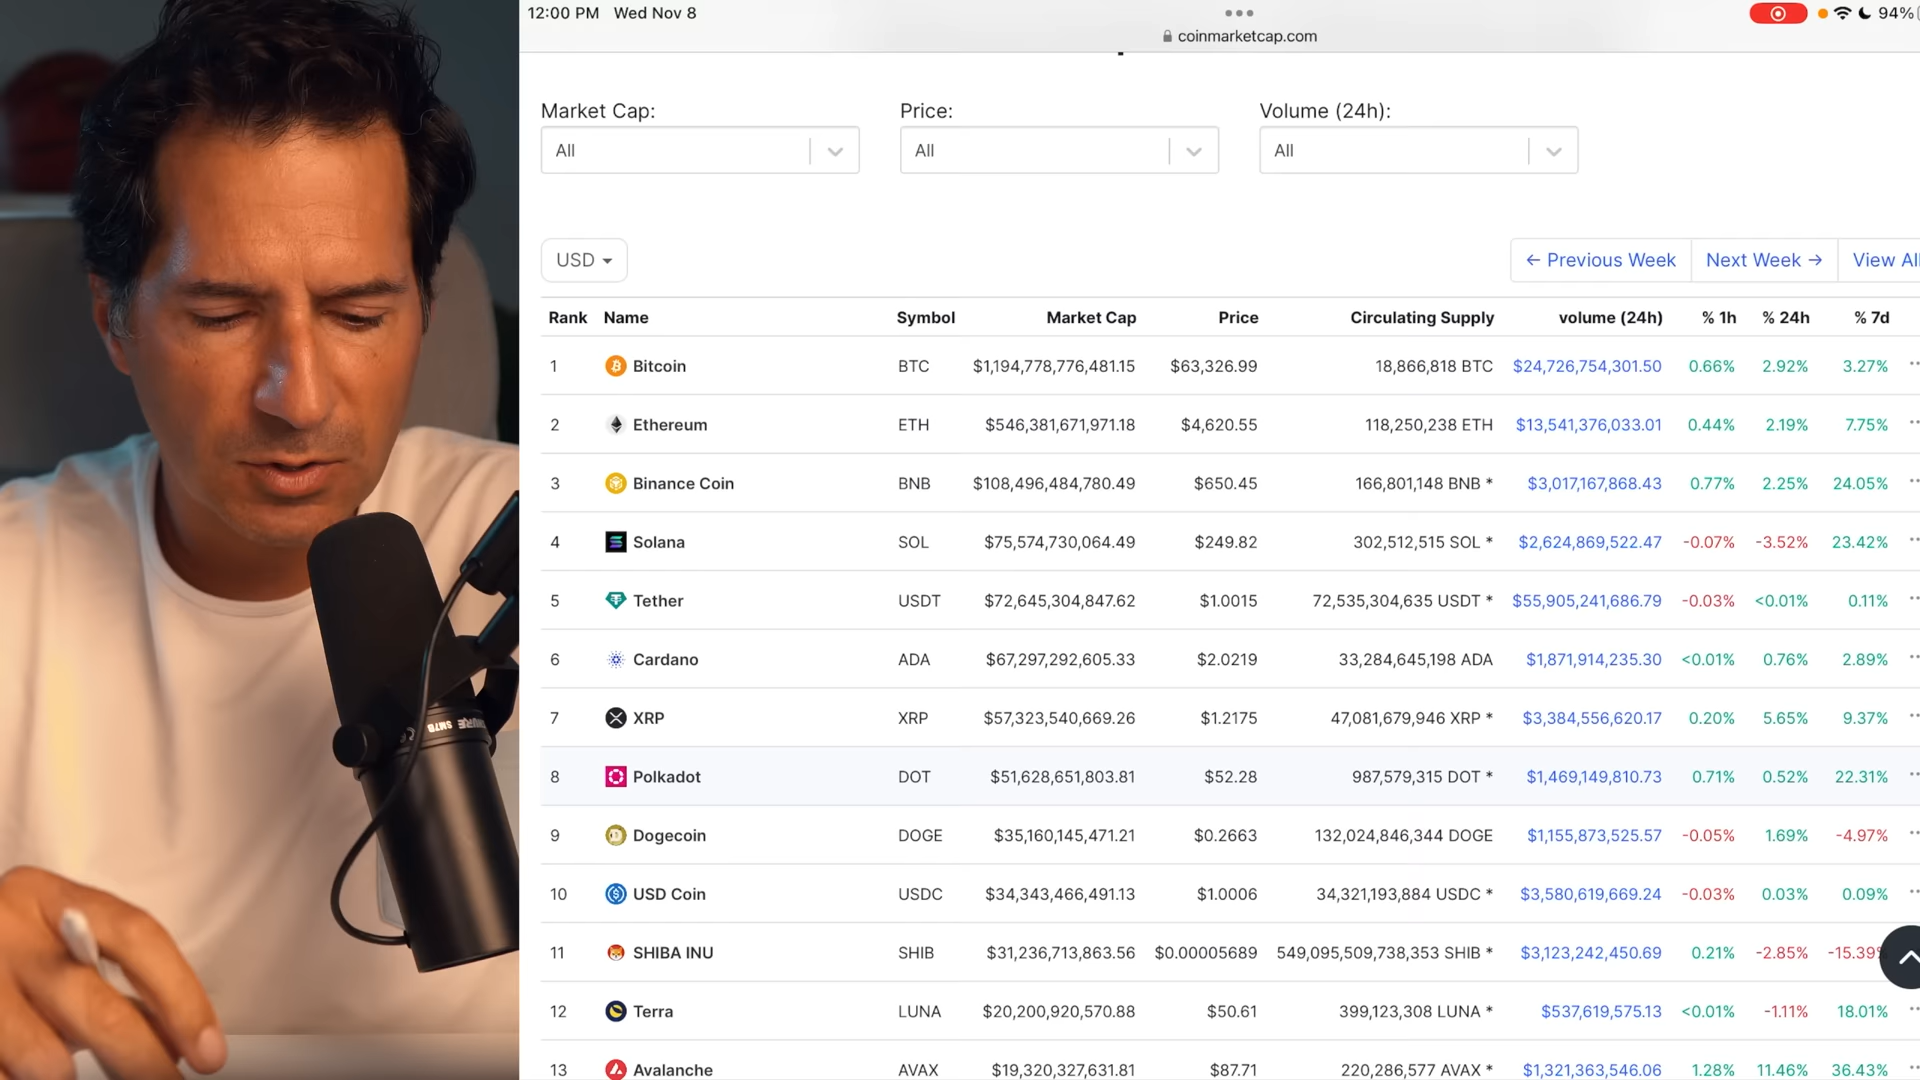 12:00 PM Wed Nov 8
94%
coinmarketcap.com
Market Cap: Price: Volume (24h):
All All All
USD ← Previous Week Next Week → View All
Rank Name Symbol Market Cap Price Circulating Supply volume (24h) % 1h % 24h % 7d
1 Bitcoin BTC $1,194,778,776,481.15 $63,326.99 18,866,818 BTC $24,726,754,301.50 0.66% 2.92% 3.27%
2 Ethereum ETH $546,381,671,971.18 $4,620.55 118,250,238 ETH $13,541,376,033.01 0.44% 2.19% 7.75%
3 Binance Coin BNB $108,496,484,780.49 $650.45 166,801,148 BNB * $3,017,167,868.43 0.77% 2.25% 24.05%
4 Solana SOL $75,574,730,064.49 $249.82 302,512,515 SOL * $2,624,869,522.47 -0.07% -3.52% 23.42%
5 Tether USDT $72,645,304,847.62 $1.0015 72,535,304,635 USDT * $55,905,241,686.79 -0.03% <0.01% 0.11%
6 Cardano ADA $67,297,292,605.33 $2.0219 33,284,645,198 ADA $1,871,914,235.30 <0.01% 0.76% 2.89%
7 XRP XRP $57,323,540,669.26 $1.2175 47,081,679,946 XRP * $3,384,556,620.17 0.20% 5.65% 9.37%
8 Polkadot DOT $51,628,651,803.81 $52.28 987,579,315 DOT * $1,469,149,810.73 0.71% 0.52% 22.31%
9 Dogecoin DOGE $35,160,145,471.21 $0.2663 132,024,846,344 DOGE $1,155,873,525.57 -0.05% 1.69% -4.97%
10 USD Coin USDC $34,343,466,491.13 $1.0006 34,321,193,884 USDC * $3,580,619,669.24 -0.03% 0.03% 0.09%
11 SHIBA INU SHIB $31,236,713,863.56 $0.00005689 549,095,509,738,353 SHIB * $3,123,242,450.69 0.21% -2.85% -15.39%
12 Terra LUNA $20,200,920,570.88 $50.61 399,123,308 LUNA * $537,619,575.13 <0.01% -1.11% 18.01%
13 Avalanche AVAX $19,320,327,631.81 $87.71 220,286,577 AVAX * $1,321,363,546.06 1.28% 11.46% 36.43%
SHURE SM7B